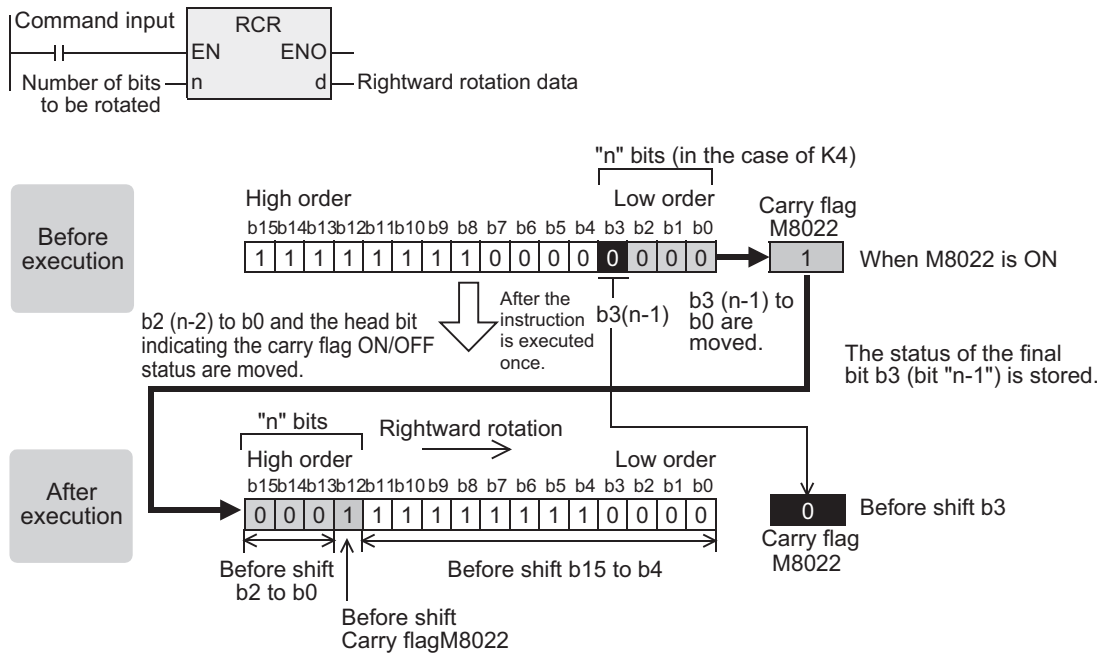 Command input
RCR
EN ENO
Number of bits
to be rotated
n d
Rightward rotation data
"n" bits (in the case of K4)
High order Low order
Carry flag
M8022
b15b14b13b12b11b10 b9 b8 b7 b6 b5 b4 b3 b2 b1 b0
Before
execution
1 1 1 1 1 1 1 1 0 0 0 0 0 0 0 0
1
When M8022 is ON
b2 (n-2) to b0 and the head bit
indicating the carry flag ON/OFF
status are moved.
After the
instruction
is executed
once.
b3(n-1)
b3 (n-1) to
b0 are
moved.
The status of the final
bit b3 (bit "n-1") is stored.
"n" bits
Rightward rotation
High order Low order
b15b14b13b12b11b10 b9 b8 b7 b6 b5 b4 b3 b2 b1 b0
After
execution
0 0 0 1 1 1 1 1 1 1 1 1 0 0 0 0
0
Before shift b3
Carry flag
M8022
Before shift
b2 to b0
Before shift b15 to b4
Before shift
Carry flagM8022